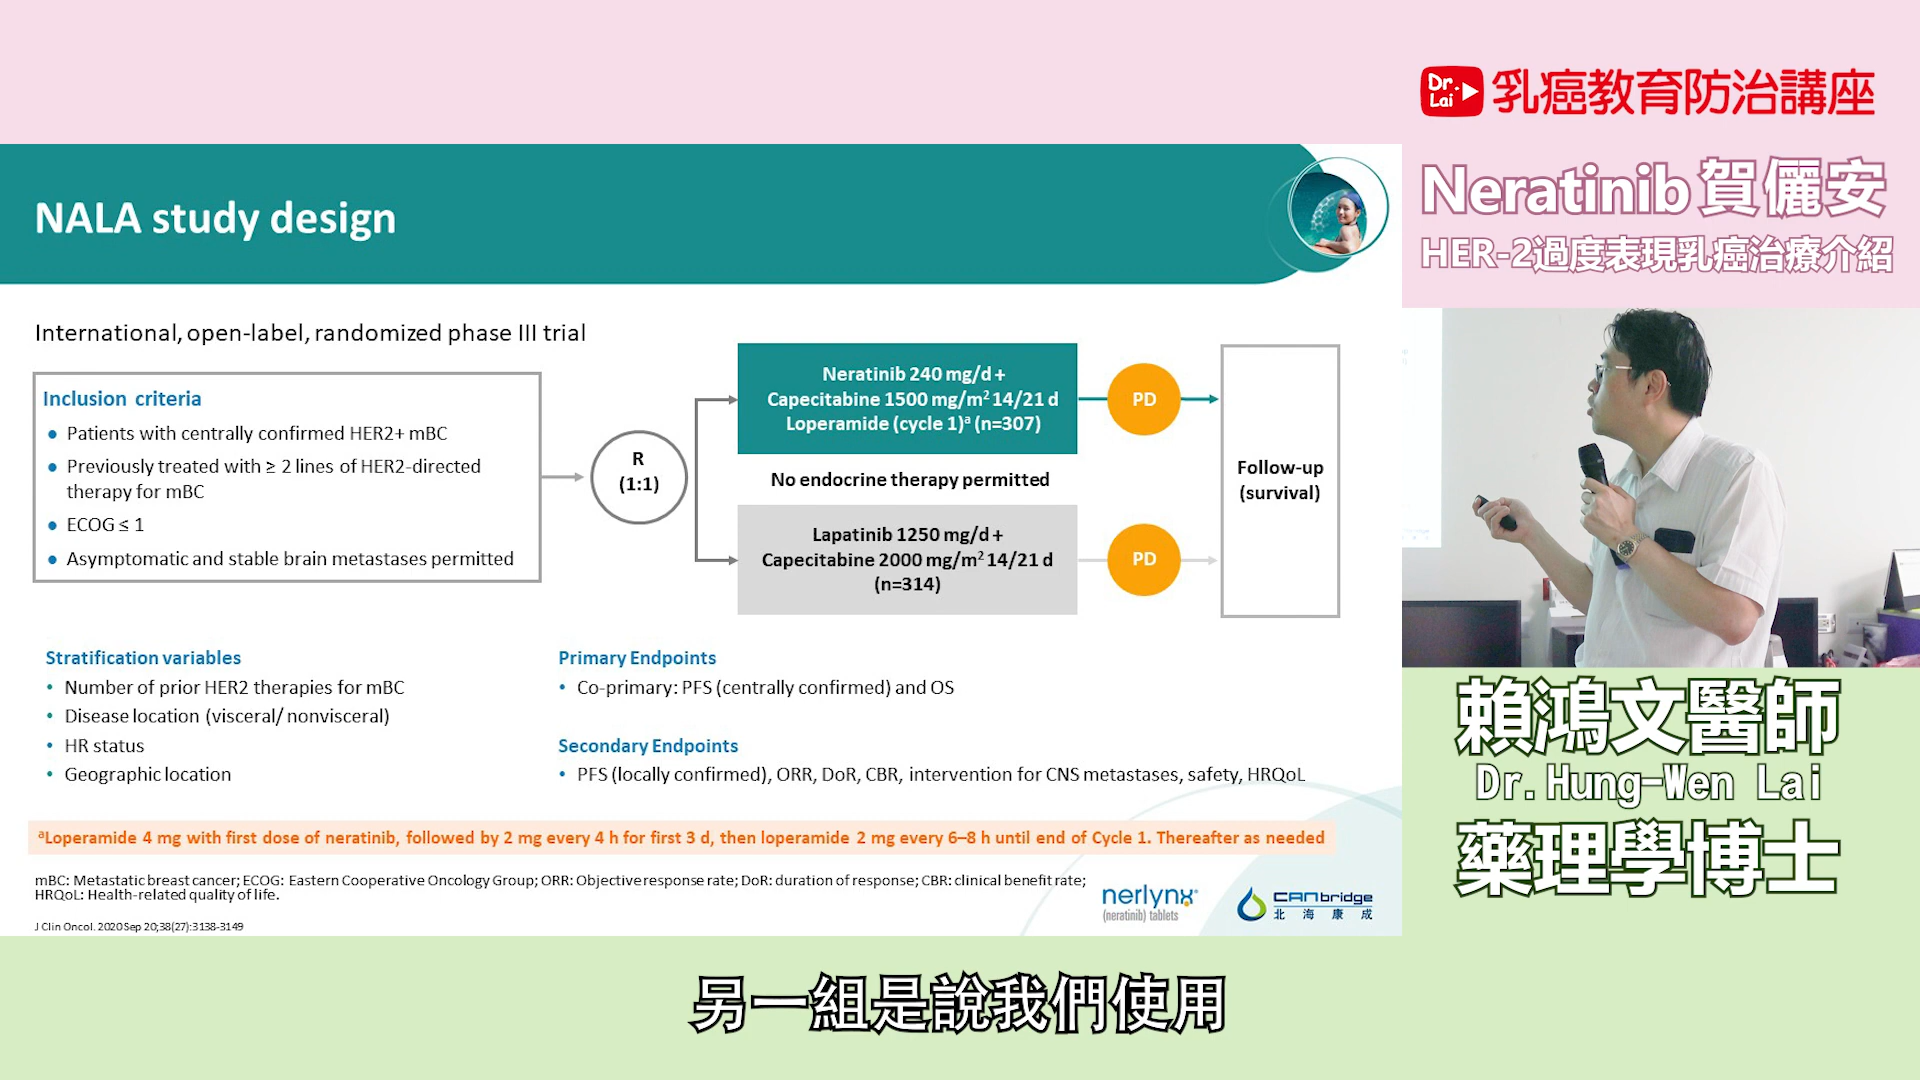 Dr. Lai
乳癌教育防治講座
Neratinib 賀儷安
HER-2過度表現乳癌治療介紹
NALA study design
International, open-label, randomized phase III trial
Inclusion criteria
● Patients with centrally confirmed HER2+ mBC
● Previously treated with ≥ 2 lines of HER2-directed
therapy for mBC
● ECOG ≤ 1
● Asymptomatic and stable brain metastases permitted
R
(1:1)
Neratinib 240 mg/d +
Capecitabine 1500 mg/m² 14/21 d
Loperamide (cycle 1)ᵃ (n=307)
PD
No endocrine therapy permitted
Lapatinib 1250 mg/d +
Capecitabine 2000 mg/m² 14/21 d
(n=314)
PD
Follow-up
(survival)
Stratification variables
• Number of prior HER2 therapies for mBC
• Disease location (visceral/ nonvisceral)
• HR status
• Geographic location
Primary Endpoints
• Co-primary: PFS (centrally confirmed) and OS
Secondary Endpoints
• PFS (locally confirmed), ORR, DoR, CBR, intervention for CNS metastases, safety, HRQoL
ᵃLoperamide 4 mg with first dose of neratinib, followed by 2 mg every 4 h for first 3 d, then loperamide 2 mg every 6–8 h until end of Cycle 1. Thereafter as needed
mBC: Metastatic breast cancer; ECOG: Eastern Cooperative Oncology Group; ORR: Objective response rate; DoR: duration of response; CBR: clinical benefit rate;
HRQoL: Health-related quality of life.
J Clin Oncol. 2020 Sep 20;38(27):3138-3149
nerlynx®
(neratinib) tablets
CANbridge
北海康成
賴鴻文醫師
Dr.Hung-Wen Lai
藥理學博士
另一組是說我們使用